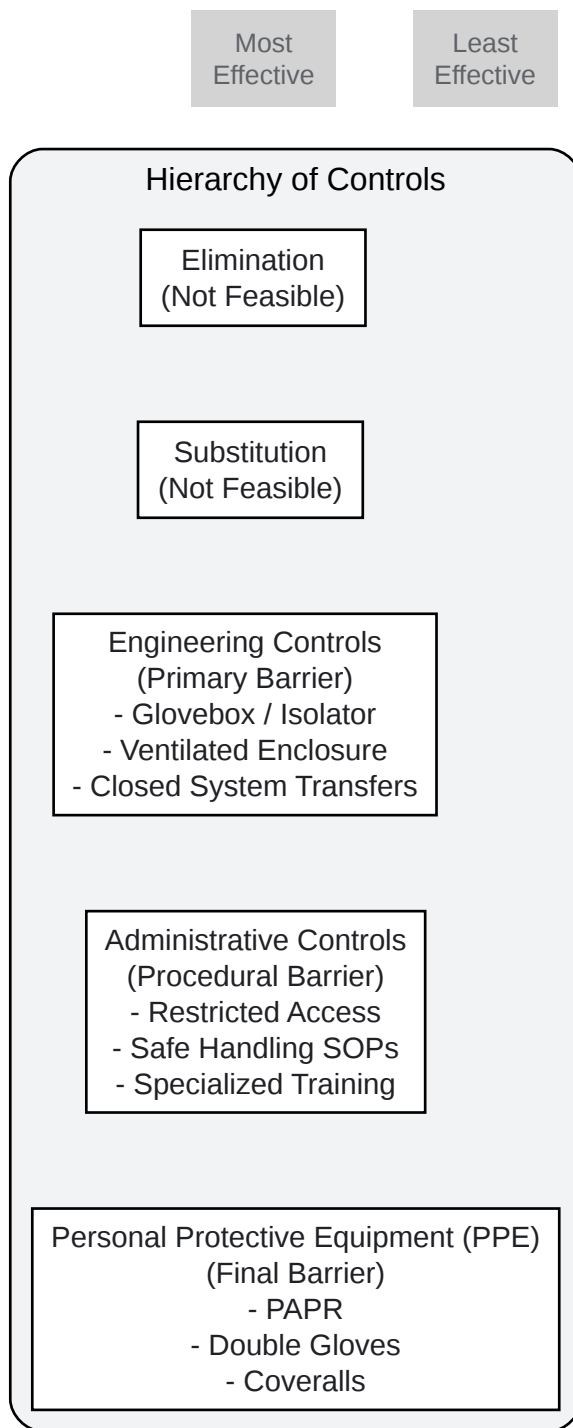 Most
Effective
Least
Effective
Hierarchy of Controls
Elimination
(Not Feasible)
Substitution
(Not Feasible)
Engineering Controls
(Primary Barrier)
- Glovebox / Isolator
- Ventilated Enclosure
- Closed System Transfers
Administrative Controls
(Procedural Barrier)
- Restricted Access
- Safe Handling SOPs
- Specialized Training
Personal Protective Equipment (PPE)
(Final Barrier)
- PAPR
- Double Gloves
- Coveralls